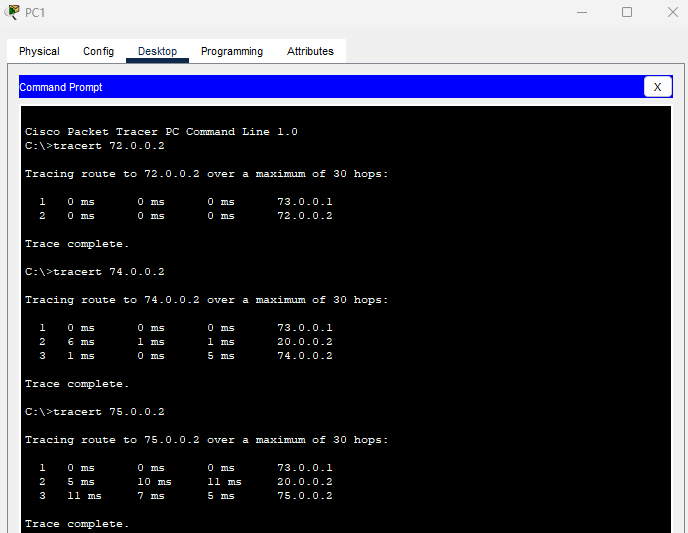 PC1
Physical Config Desktop Programming Attributes
Command Prompt X
Cisco Packet Tracer PC Command Line 1.0
C:\>tracert 72.0.0.2
Tracing route to 72.0.0.2 over a maximum of 30 hops:
1 0 ms 0 ms 0 ms 73.0.0.1
2 0 ms 0 ms 0 ms 72.0.0.2
Trace complete.
C:\>tracert 74.0.0.2
Tracing route to 74.0.0.2 over a maximum of 30 hops:
1 0 ms 0 ms 0 ms 73.0.0.1
2 6 ms 1 ms 1 ms 20.0.0.2
3 1 ms 0 ms 5 ms 74.0.0.2
Trace complete.
C:\>tracert 75.0.0.2
Tracing route to 75.0.0.2 over a maximum of 30 hops:
1 0 ms 0 ms 0 ms 73.0.0.1
2 5 ms 10 ms 11 ms 20.0.0.2
3 11 ms 7 ms 5 ms 75.0.0.2
Trace complete.